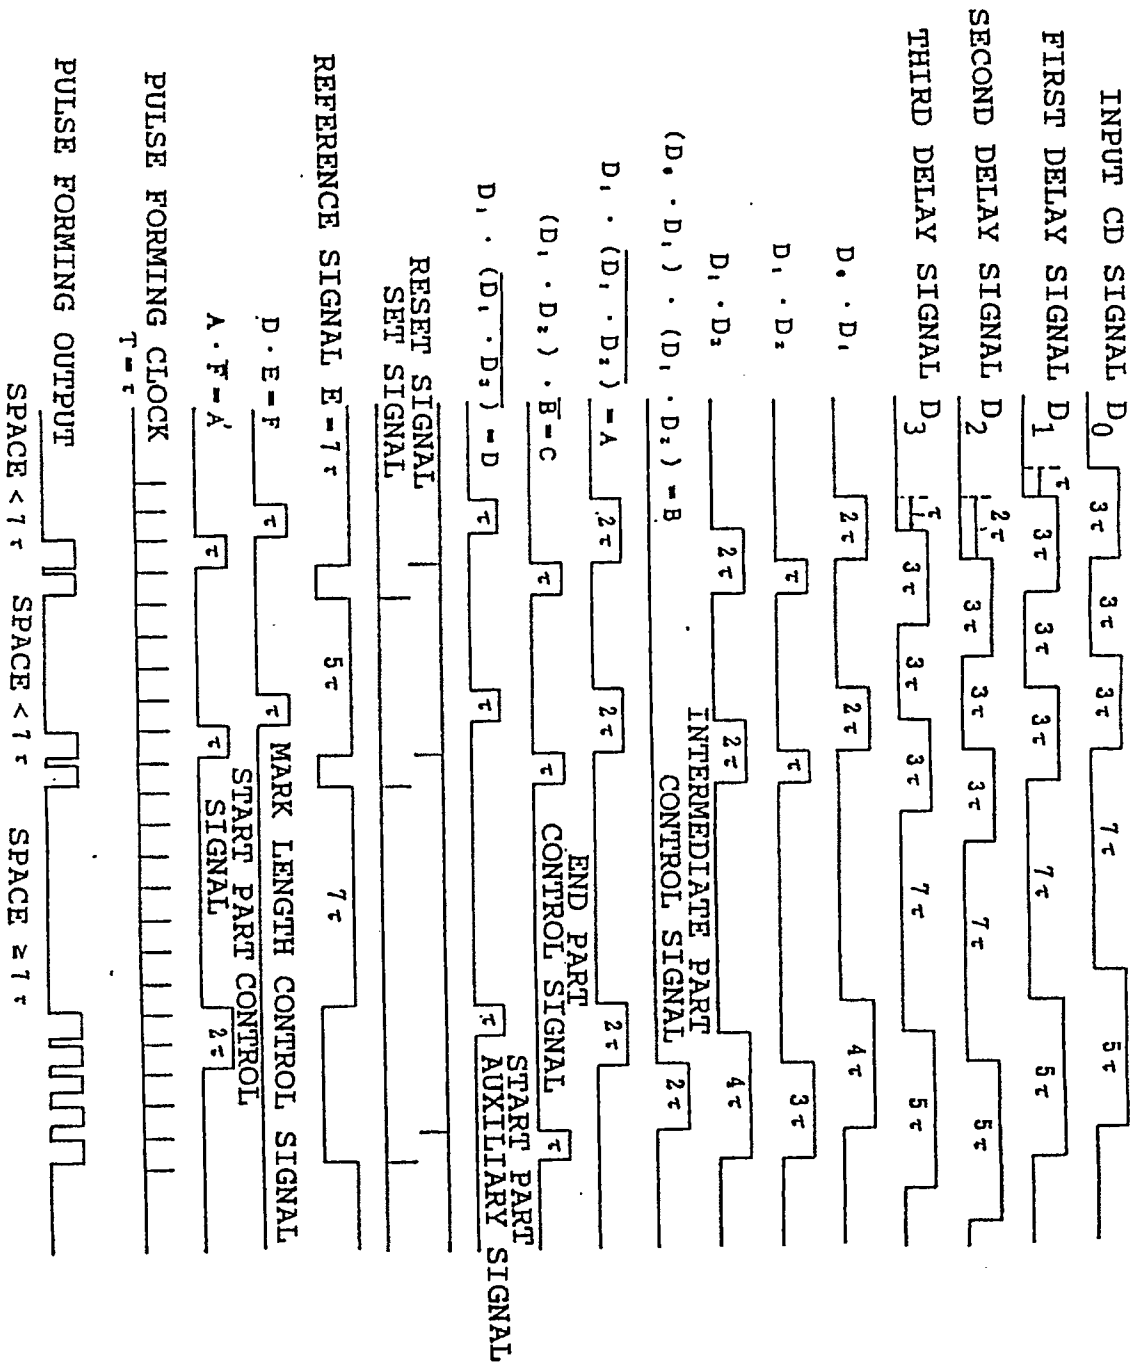 INPUT CD SIGNAL D0 3τ 3τ 3τ 7τ 5τ
FIRST DELAY SIGNAL D1 τ 3τ 3τ 3τ 7τ 5τ
SECOND DELAY SIGNAL D2 2τ 3τ 3τ 3τ 7τ 5τ
THIRD DELAY SIGNAL D3 τ 3τ 3τ 3τ 7τ 5τ
D₀ · D₁ 2τ 2τ 4τ
D₁ · D₂ τ τ 3τ
D₁ · D₃ 2τ 2τ 4τ
INTERMEDIATE PART
CONTROL SIGNAL
(D₀ · D₁) · (D₁ · D₂) = B 2τ
D₁ · (D̅₁̅ ̅·̅ ̅D̅₂̅) = A 2τ 2τ 2τ
END PART
CONTROL SIGNAL
(D₁ · D₂) · B̅ = C τ τ τ
D₁ · (D̅₁̅ ̅·̅ ̅D̅₃̅) = D τ τ τ
START PART
AUXILIARY SIGNAL
RESET SIGNAL
SET SIGNAL
REFERENCE SIGNAL E = 7τ 5τ 7τ
D · E = F τ τ
MARK LENGTH CONTROL SIGNAL
A · F̅ = A' τ τ 2τ
START PART CONTROL
SIGNAL
PULSE FORMING CLOCK
T = τ
PULSE FORMING OUTPUT
SPACE < 7τ SPACE < 7τ SPACE ≥ 7τ